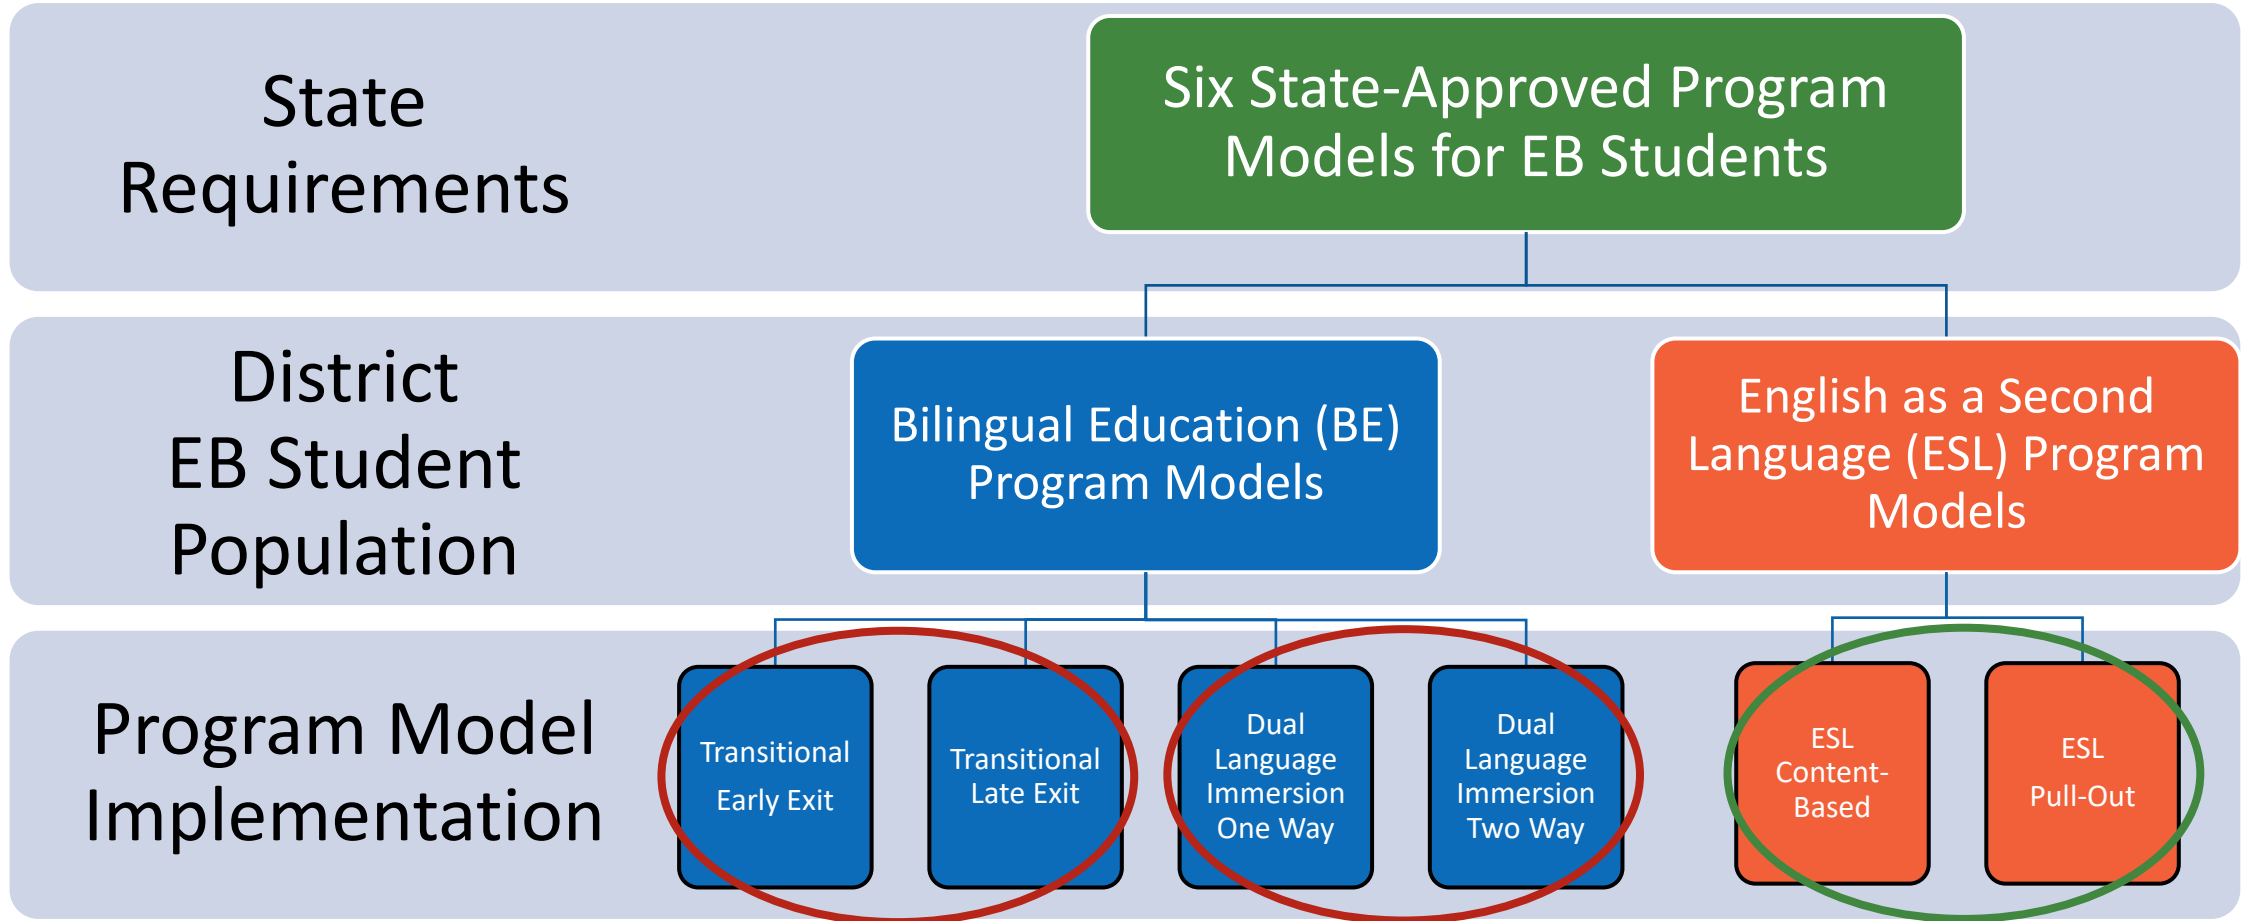 State
Requirements
Six State-Approved Program
Models for EB Students
District
EB Student
Population
Bilingual Education (BE)
Program Models
English as a Second
Language (ESL) Program
Models
Program Model
Implementation
Transitional
Early Exit
Transitional
Late Exit
Dual
Language
Immersion
One Way
Dual
Language
Immersion
Two Way
ESL
Content-
Based
ESL
Pull-Out